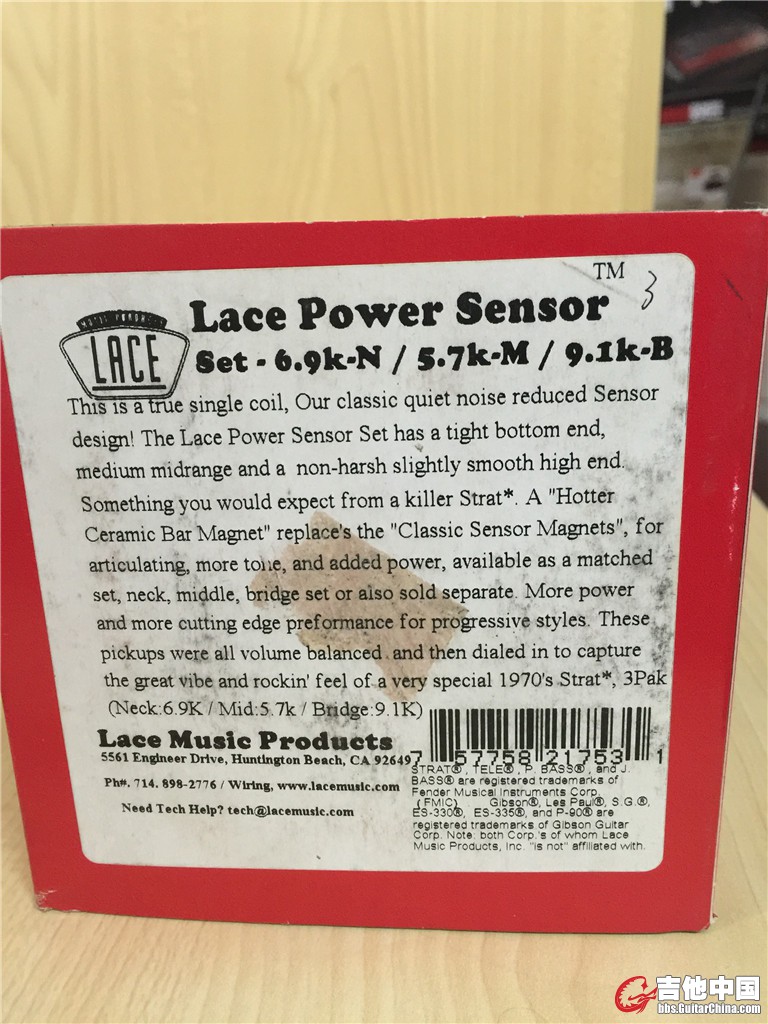 TM
3
Lace Power Sensor
LACE
Set - 6.9k-N / 5.7k-M / 9.1k-B
This is a true single coil, Our classic quiet noise reduced Sensor
design! The Lace Power Sensor Set has a tight bottom end,
medium midrange and a non-harsh slightly smooth high end.
Something you would expect from a killer Strat*. A "Hotter
Ceramic Bar Magnet" replace's the "Classic Sensor Magnets", for
articulating, more tone, and added power, available as a matched
set, neck, middle, bridge set or also sold separate. More power
and more cutting edge preformance for progressive styles. These
pickups were all volume balanced and then dialed in to capture
the great vibe and rockin' feel of a very special 1970's Strat*, 3Pak
(Neck:6.9K / Mid:5.7k / Bridge:9.1K)
Lace Music Products
5561 Engineer Drive, Huntington Beach, CA 92649
7 57758 21753 1
Ph#. 714. 898-2776 / Wiring, www.lacemusic.com
Need Tech Help? tech@lacemusic.com
STRAT®, TELE®, P. BASS®, and J.
BASS® are registered trademarks of
Fender Musical Instruments Corp.
(FMIC) Gibson®, Les Paul®, S.G.®,
ES-330®, ES-335®, and P-90® are
registered trademarks of Gibson Guitar
Corp. Note: both Corp.'s of whom Lace
Music Products, Inc. "is not" affiliated with.
吉他中国
bbs.GuitarChina.com